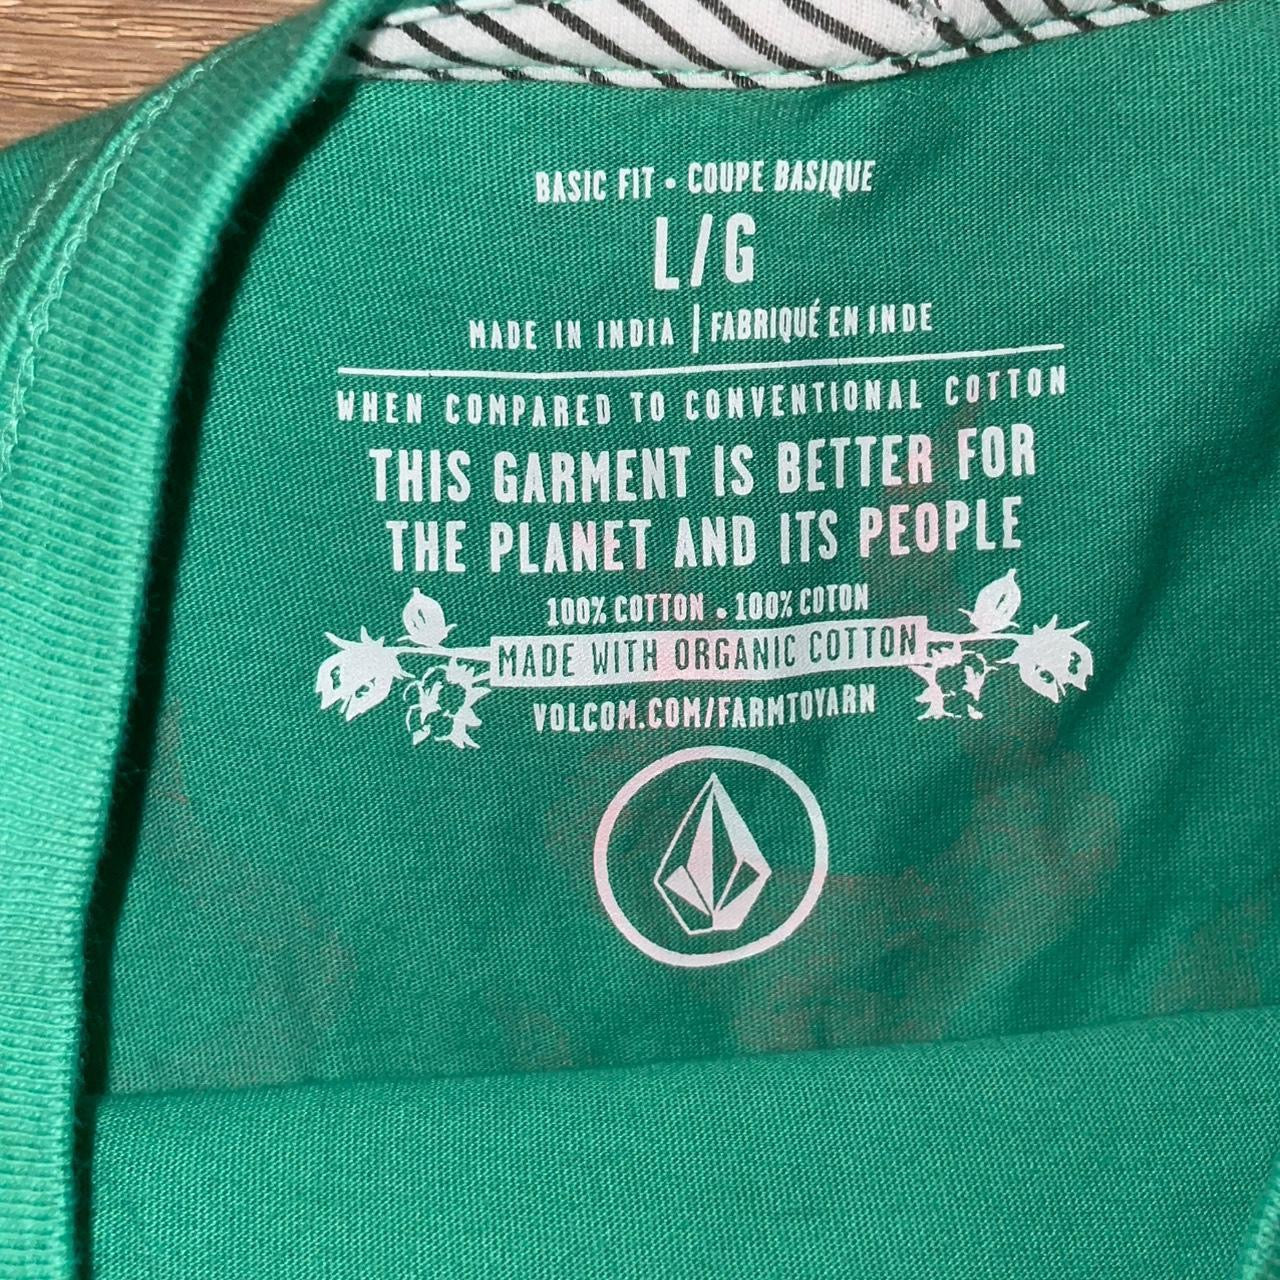 BASIC FIT • COUPE BASIQUE
L/G
MADE IN INDIA | FABRIQUÉ EN INDE
WHEN COMPARED TO CONVENTIONAL COTTON
THIS GARMENT IS BETTER FOR
THE PLANET AND ITS PEOPLE
100% COTTON • 100% COTON
MADE WITH ORGANIC COTTON
VOLCOM.COM/FARMTOYARN